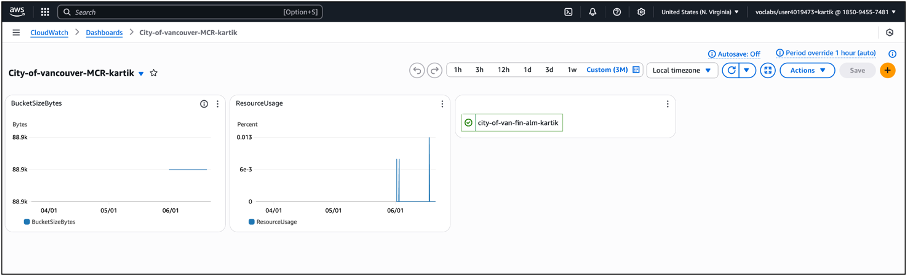 aws
Search
[Option+S]
United States (N. Virginia)
voclabs/user4019473=kartik @ 1850-9455-7481
CloudWatch
Dashboards
City-of-vancouver-MCR-kartik
Autosave: Off
Period override 1 hour (auto)
City-of-vancouver-MCR-kartik
1h
3h
12h
1d
3d
1w
Custom (3M)
Local timezone
Actions
Save
BucketSizeBytes
Bytes
88.9k
88.9k
88.9k
04/01
05/01
06/01
BucketSizeBytes
ResourceUsage
Percent
0.013
6e-3
0
04/01
05/01
06/01
ResourceUsage
city-of-van-fin-alm-kartik